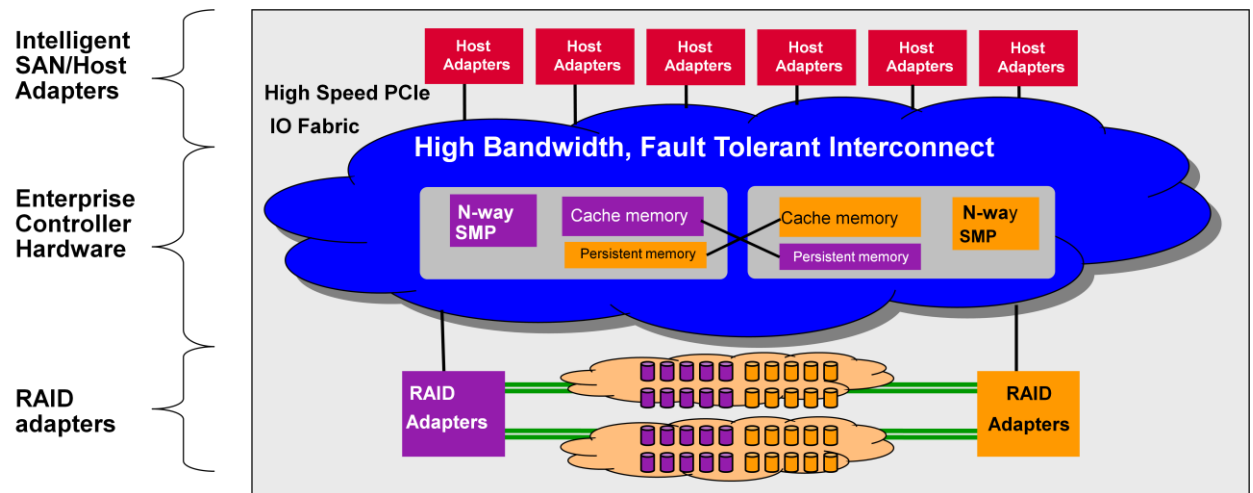 Intelligent
SAN/Host
Adapters
Enterprise
Controller
Hardware
RAID
adapters
Host
Adapters
Host
Adapters
Host
Adapters
Host
Adapters
Host
Adapters
Host
Adapters
High Speed PCIe
IO Fabric
High Bandwidth, Fault Tolerant Interconnect
N-way
SMP
Cache memory
Persistent memory
Cache memory
Persistent memory
N-way
SMP
RAID
Adapters
RAID
Adapters